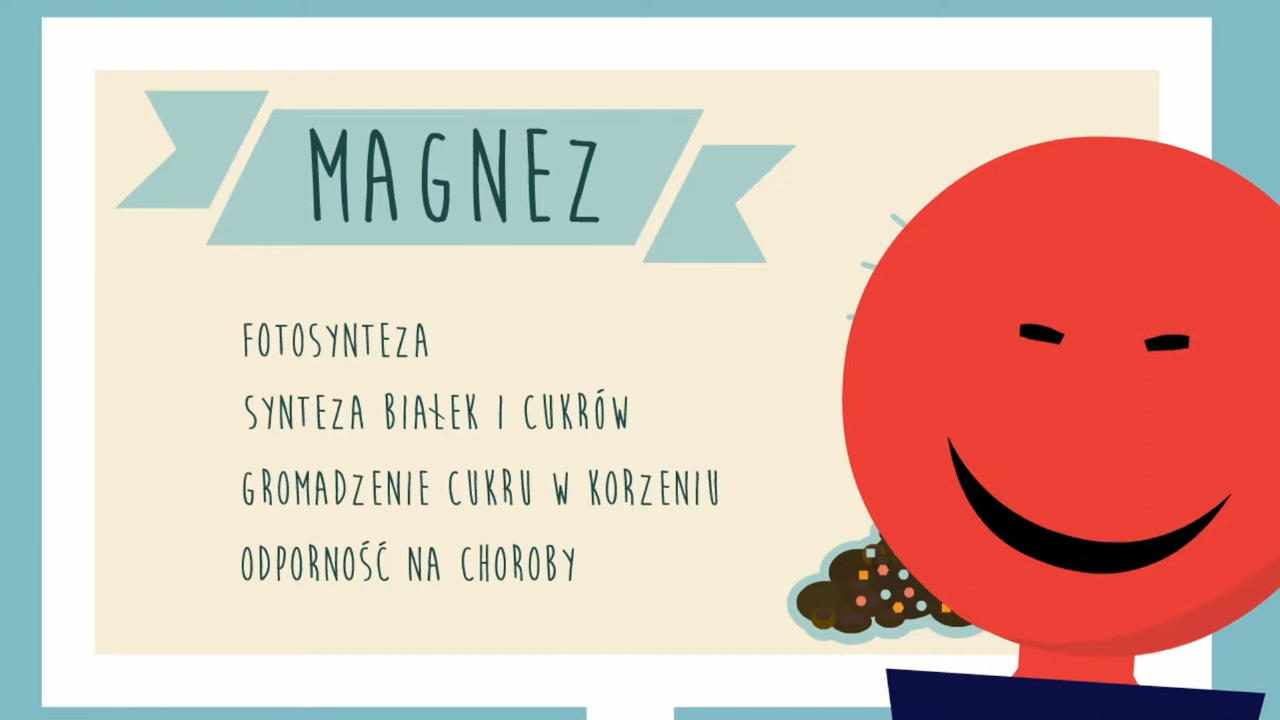 MAGNEZ
FOTOSYNTEZA
SYNTEZA BIAŁEK I CUKRÓW
GROMADZENIE CUKRU W KORZENIU
ODPORNOŚĆ NA CHOROBY